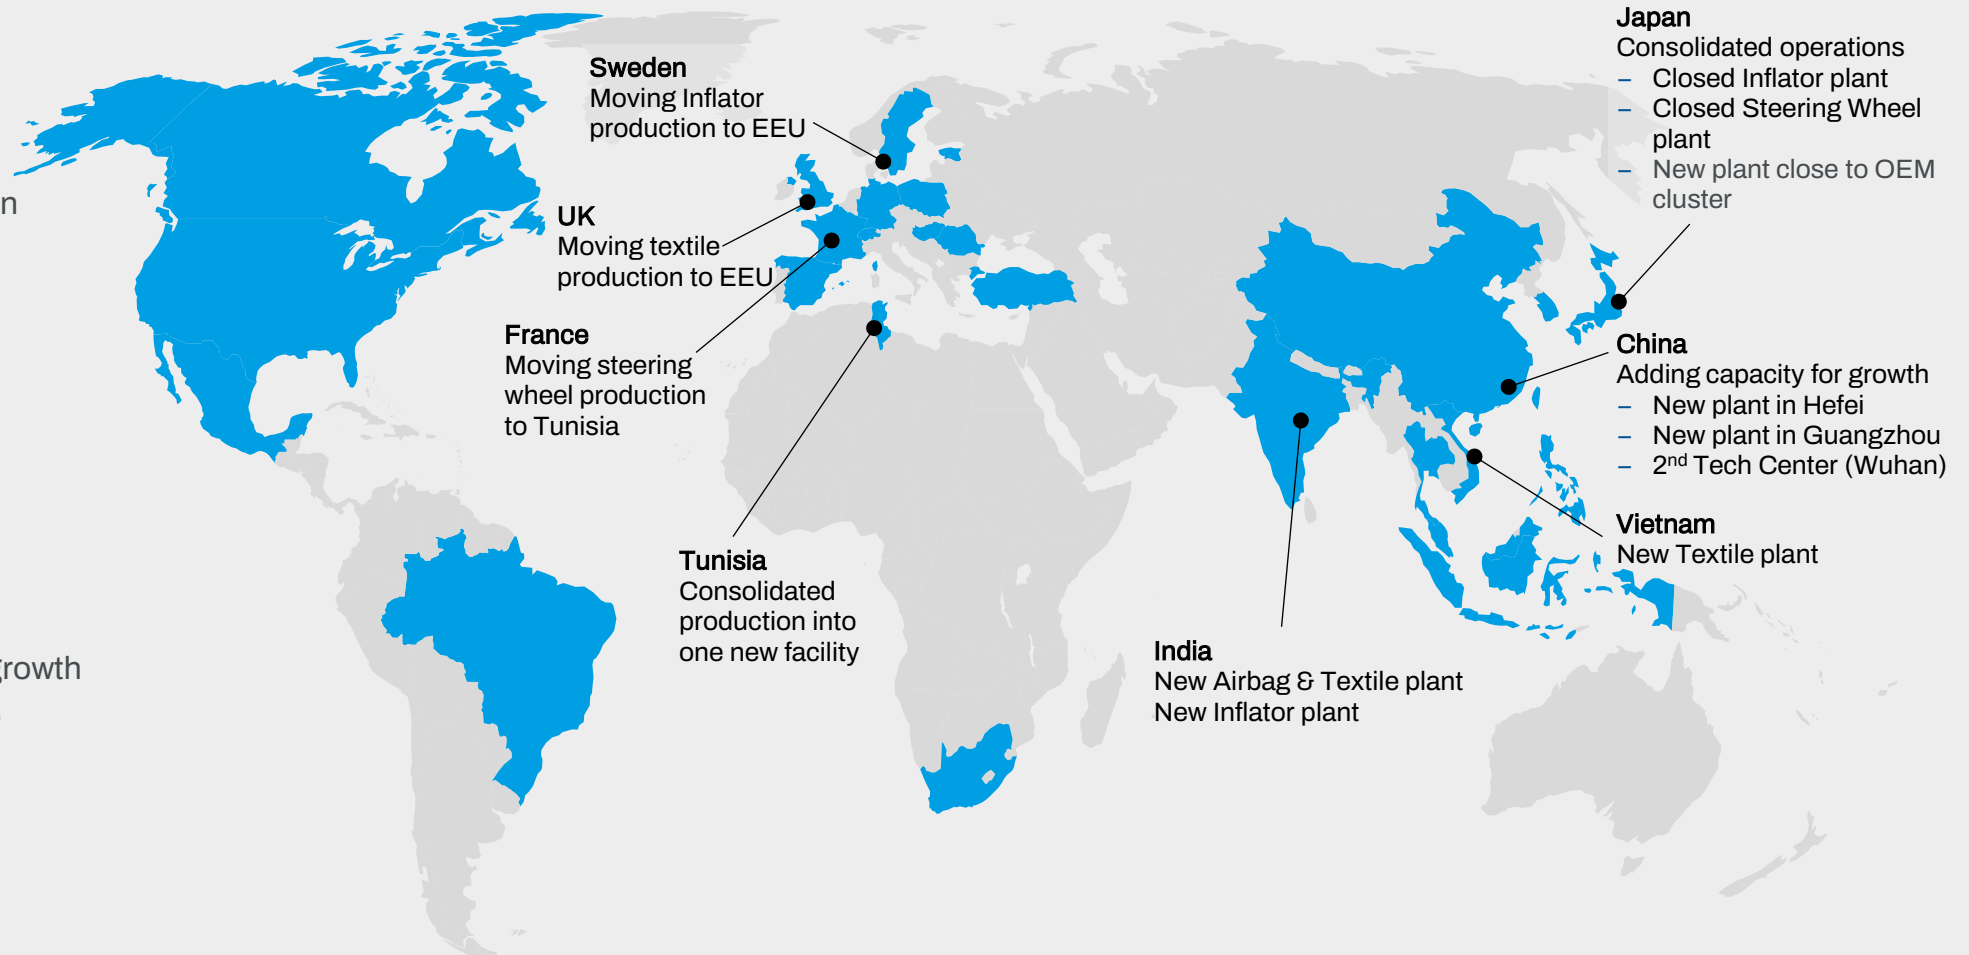 n
growth
Sweden
Moving Inflator
production to EEU
UK
Moving textile
production to EEU
France
Moving steering
wheel production
to Tunisia
Tunisia
Consolidated
production into
one new facility
India
New Airbag & Textile plant
New Inflator plant
Japan
Consolidated operations
– Closed Inflator plant
– Closed Steering Wheel
plant
– New plant close to OEM
cluster
China
Adding capacity for growth
– New plant in Hefei
– New plant in Guangzhou
– 2nd Tech Center (Wuhan)
Vietnam
New Textile plant